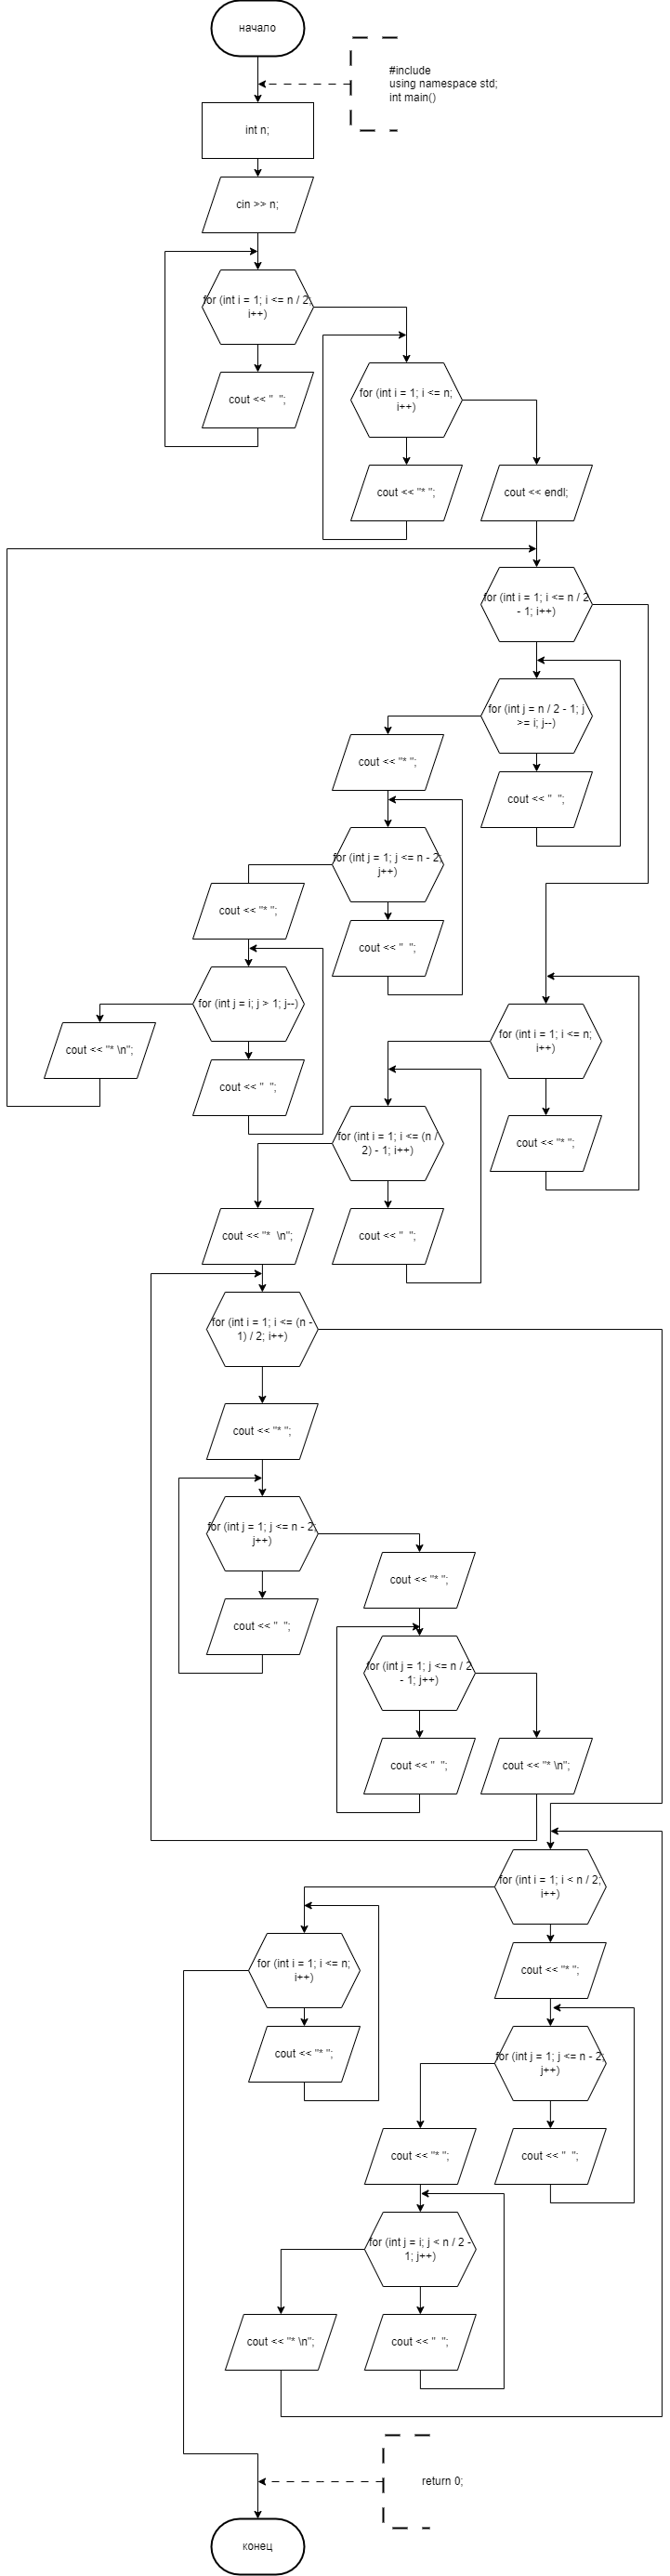 начало
#include
using namespace std;
int main()
int n;
cin >> n;
for (int i = 1; i <= n / 2;
i++)
cout << "  ";
for (int i = 1; i <= n;
i++)
cout << "* ";
cout << endl;
for (int i = 1; i <= n / 2
- 1; i++)
for (int j = n / 2 - 1; j
>= i; j--)
cout << "* ";
cout << "  ";
for (int j = 1; j <= n - 2;
j++)
cout << "* ";
cout << "  ";
for (int j = i; j > 1; j--)
cout << "* \n";
cout << "  ";
for (int i = 1; i <= n;
i++)
cout << "* ";
for (int i = 1; i <= (n /
2) - 1; i++)
cout << "*  \n";
cout << "  ";
for (int i = 1; i <= (n -
1) / 2; i++)
cout << "* ";
for (int j = 1; j <= n - 2;
j++)
cout << "* ";
cout << "  ";
for (int j = 1; j <= n / 2
- 1; j++)
cout << "  ";
cout << "* \n";
for (int i = 1; i < n / 2;
i++)
for (int i = 1; i <= n;
i++)
cout << "* ";
cout << "* ";
for (int j = 1; j <= n - 2;
j++)
cout << "* ";
cout << "  ";
for (int j = i; j < n / 2 -
1; j++)
cout << "* \n";
cout << "  ";
return 0;
конец